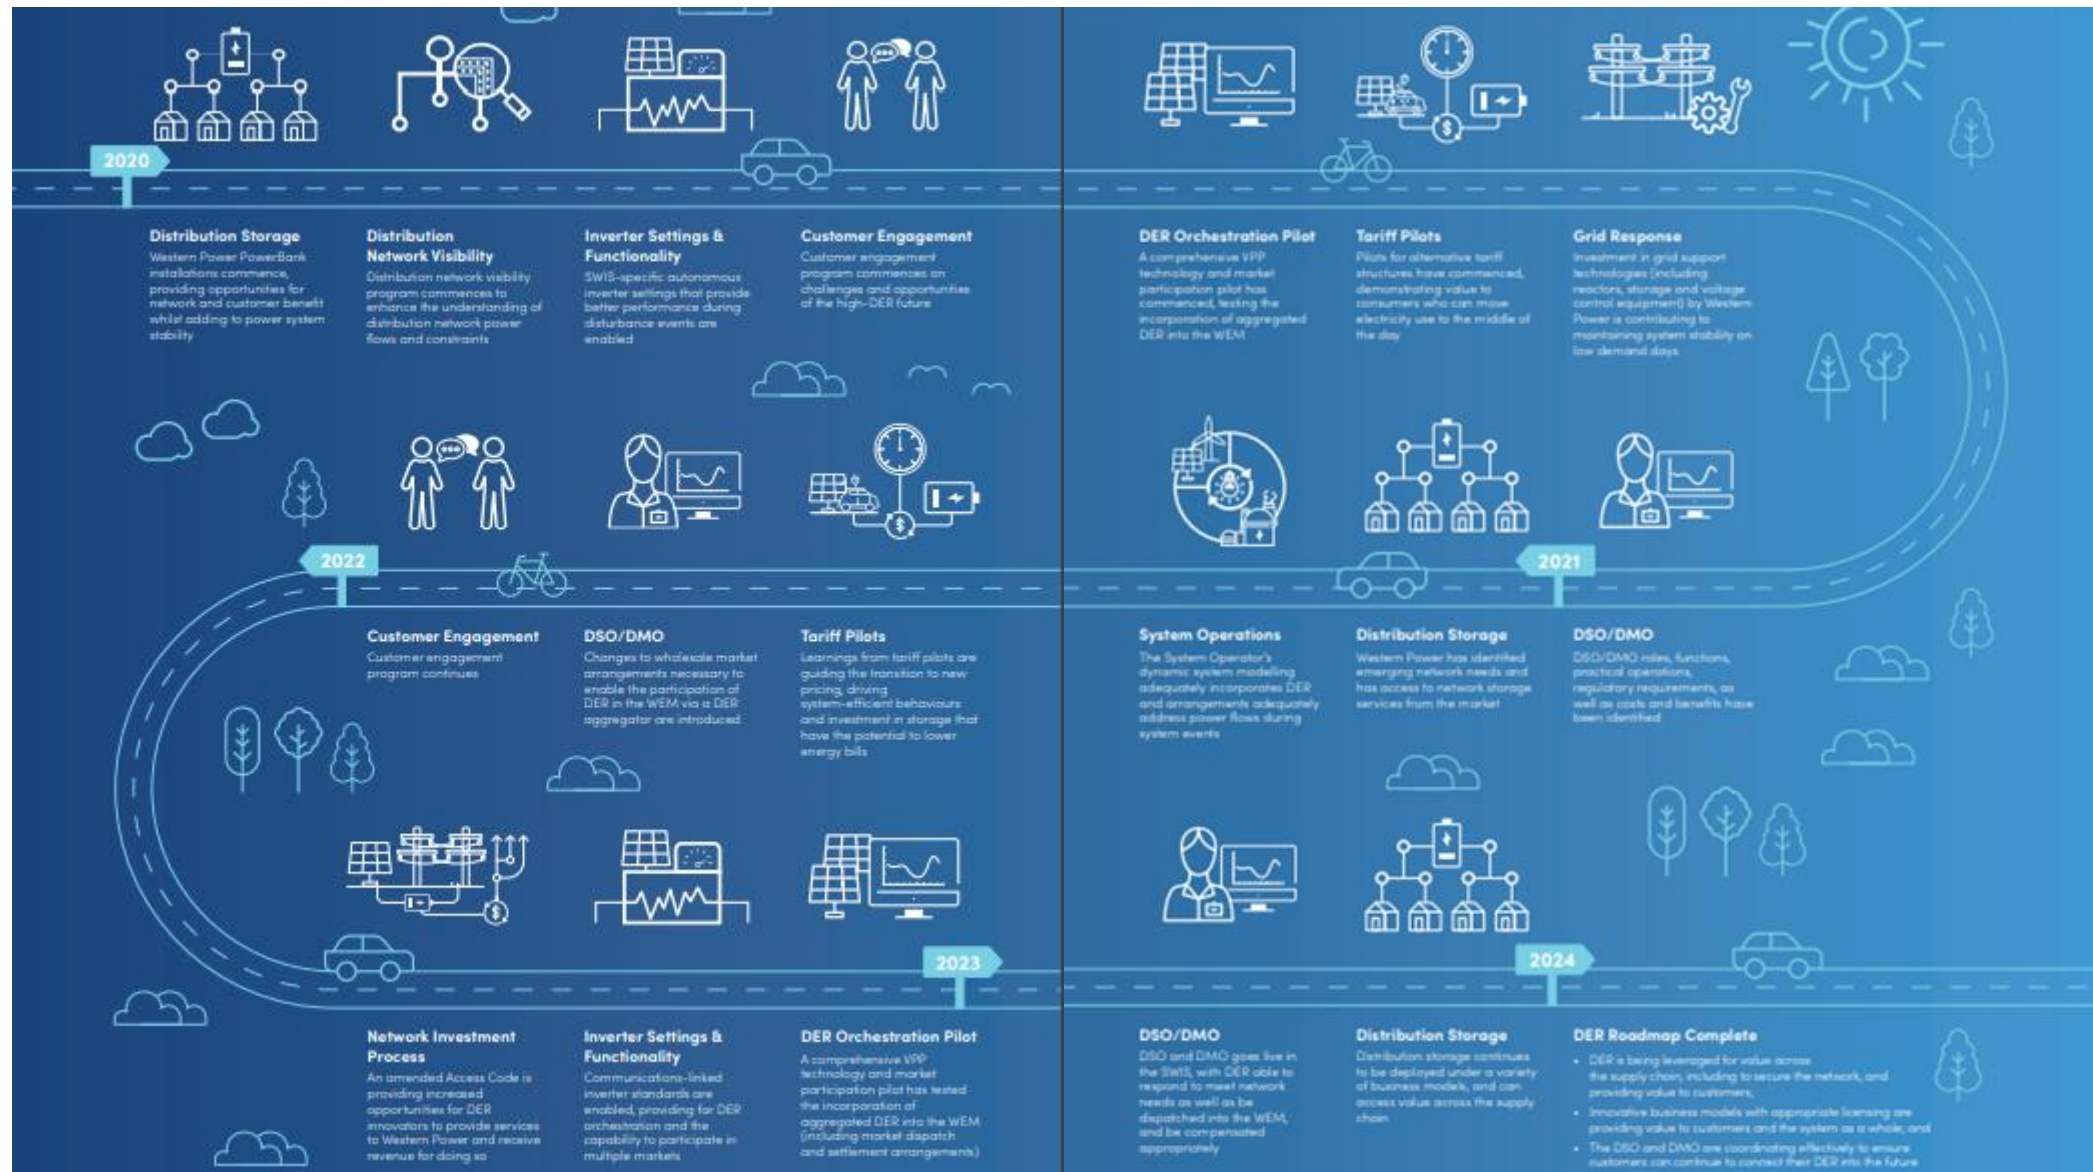 2020
Distribution Storage
Western Power PowerBank
installations commence,
providing opportunities for
network and customer benefit
whilst adding to power system
stability
Distribution
Network Visibility
Distribution network visibility
program commences to
enhance the understanding of
distribution network power
flows and constraints
Inverter Settings &
Functionality
SWIS-specific autonomous
inverter settings that provide
better performance during
disturbance events are
enabled
Customer Engagement
Customer engagement
program commences on
challenges and opportunities
of the high-DER future
DER Orchestration Pilot
A comprehensive VPP
technology and market
participation pilot has
commenced, testing the
incorporation of aggregated
DER into the WEM
Tariff Pilots
Pilots for alternative tariff
structures have commenced,
demonstrating value to
consumers who can move
electricity use to the middle of
the day
Grid Response
Investment in grid support
technologies (including
reactors, storage and voltage
control equipment) by Western
Power is contributing to
maintaining system stability on
low demand days
2021
DSO/DMO
DSO/DMO roles, functions,
practical operations,
regulatory requirements, as
well as costs and benefits have
been identified
Distribution Storage
Western Power has identified
emerging network needs and
has access to network storage
services from the market
System Operations
The System Operator's
dynamic system modelling
adequately incorporates DER
and arrangements adequately
address power flows during
system events
Tariff Pilots
Learnings from tariff pilots are
guiding the transition to new
pricing, driving
system-efficient behaviours
and investment in storage that
have the potential to lower
energy bills
DSO/DMO
Changes to wholesale market
arrangements necessary to
enable the participation of
DER in the WEM via a DER
aggregator are introduced
Customer Engagement
Customer engagement
program continues
2022
Network Investment
Process
An amended Access Code is
providing increased
opportunities for DER
innovators to provide services
to Western Power and receive
revenue for doing so
Inverter Settings &
Functionality
Communications-linked
inverter standards are
enabled, providing for DER
orchestration and the
capability to participate in
multiple markets
2023
DER Orchestration Pilot
A comprehensive VPP
technology and market
participation pilot has tested
the incorporation of
aggregated DER into the WEM
(including market dispatch
and settlement arrangements)
DSO/DMO
DSO and DMO goes live in
the SWIS, with DER able to
respond to meet network
needs as well as be
dispatched into the WEM,
and be compensated
appropriately
Distribution Storage
Distribution storage continues
to be deployed under a variety
of business models, and can
access value across the supply
chain
2024
DER Roadmap Complete
• DER is being leveraged for value across
the supply chain, including to secure the network, and
providing value to customers,
• Innovative business models with appropriate licensing are
providing value to customers and the system as a whole, and
• The DSO and DMO are coordinating effectively to ensure
customers can continue to connect their DER into the future